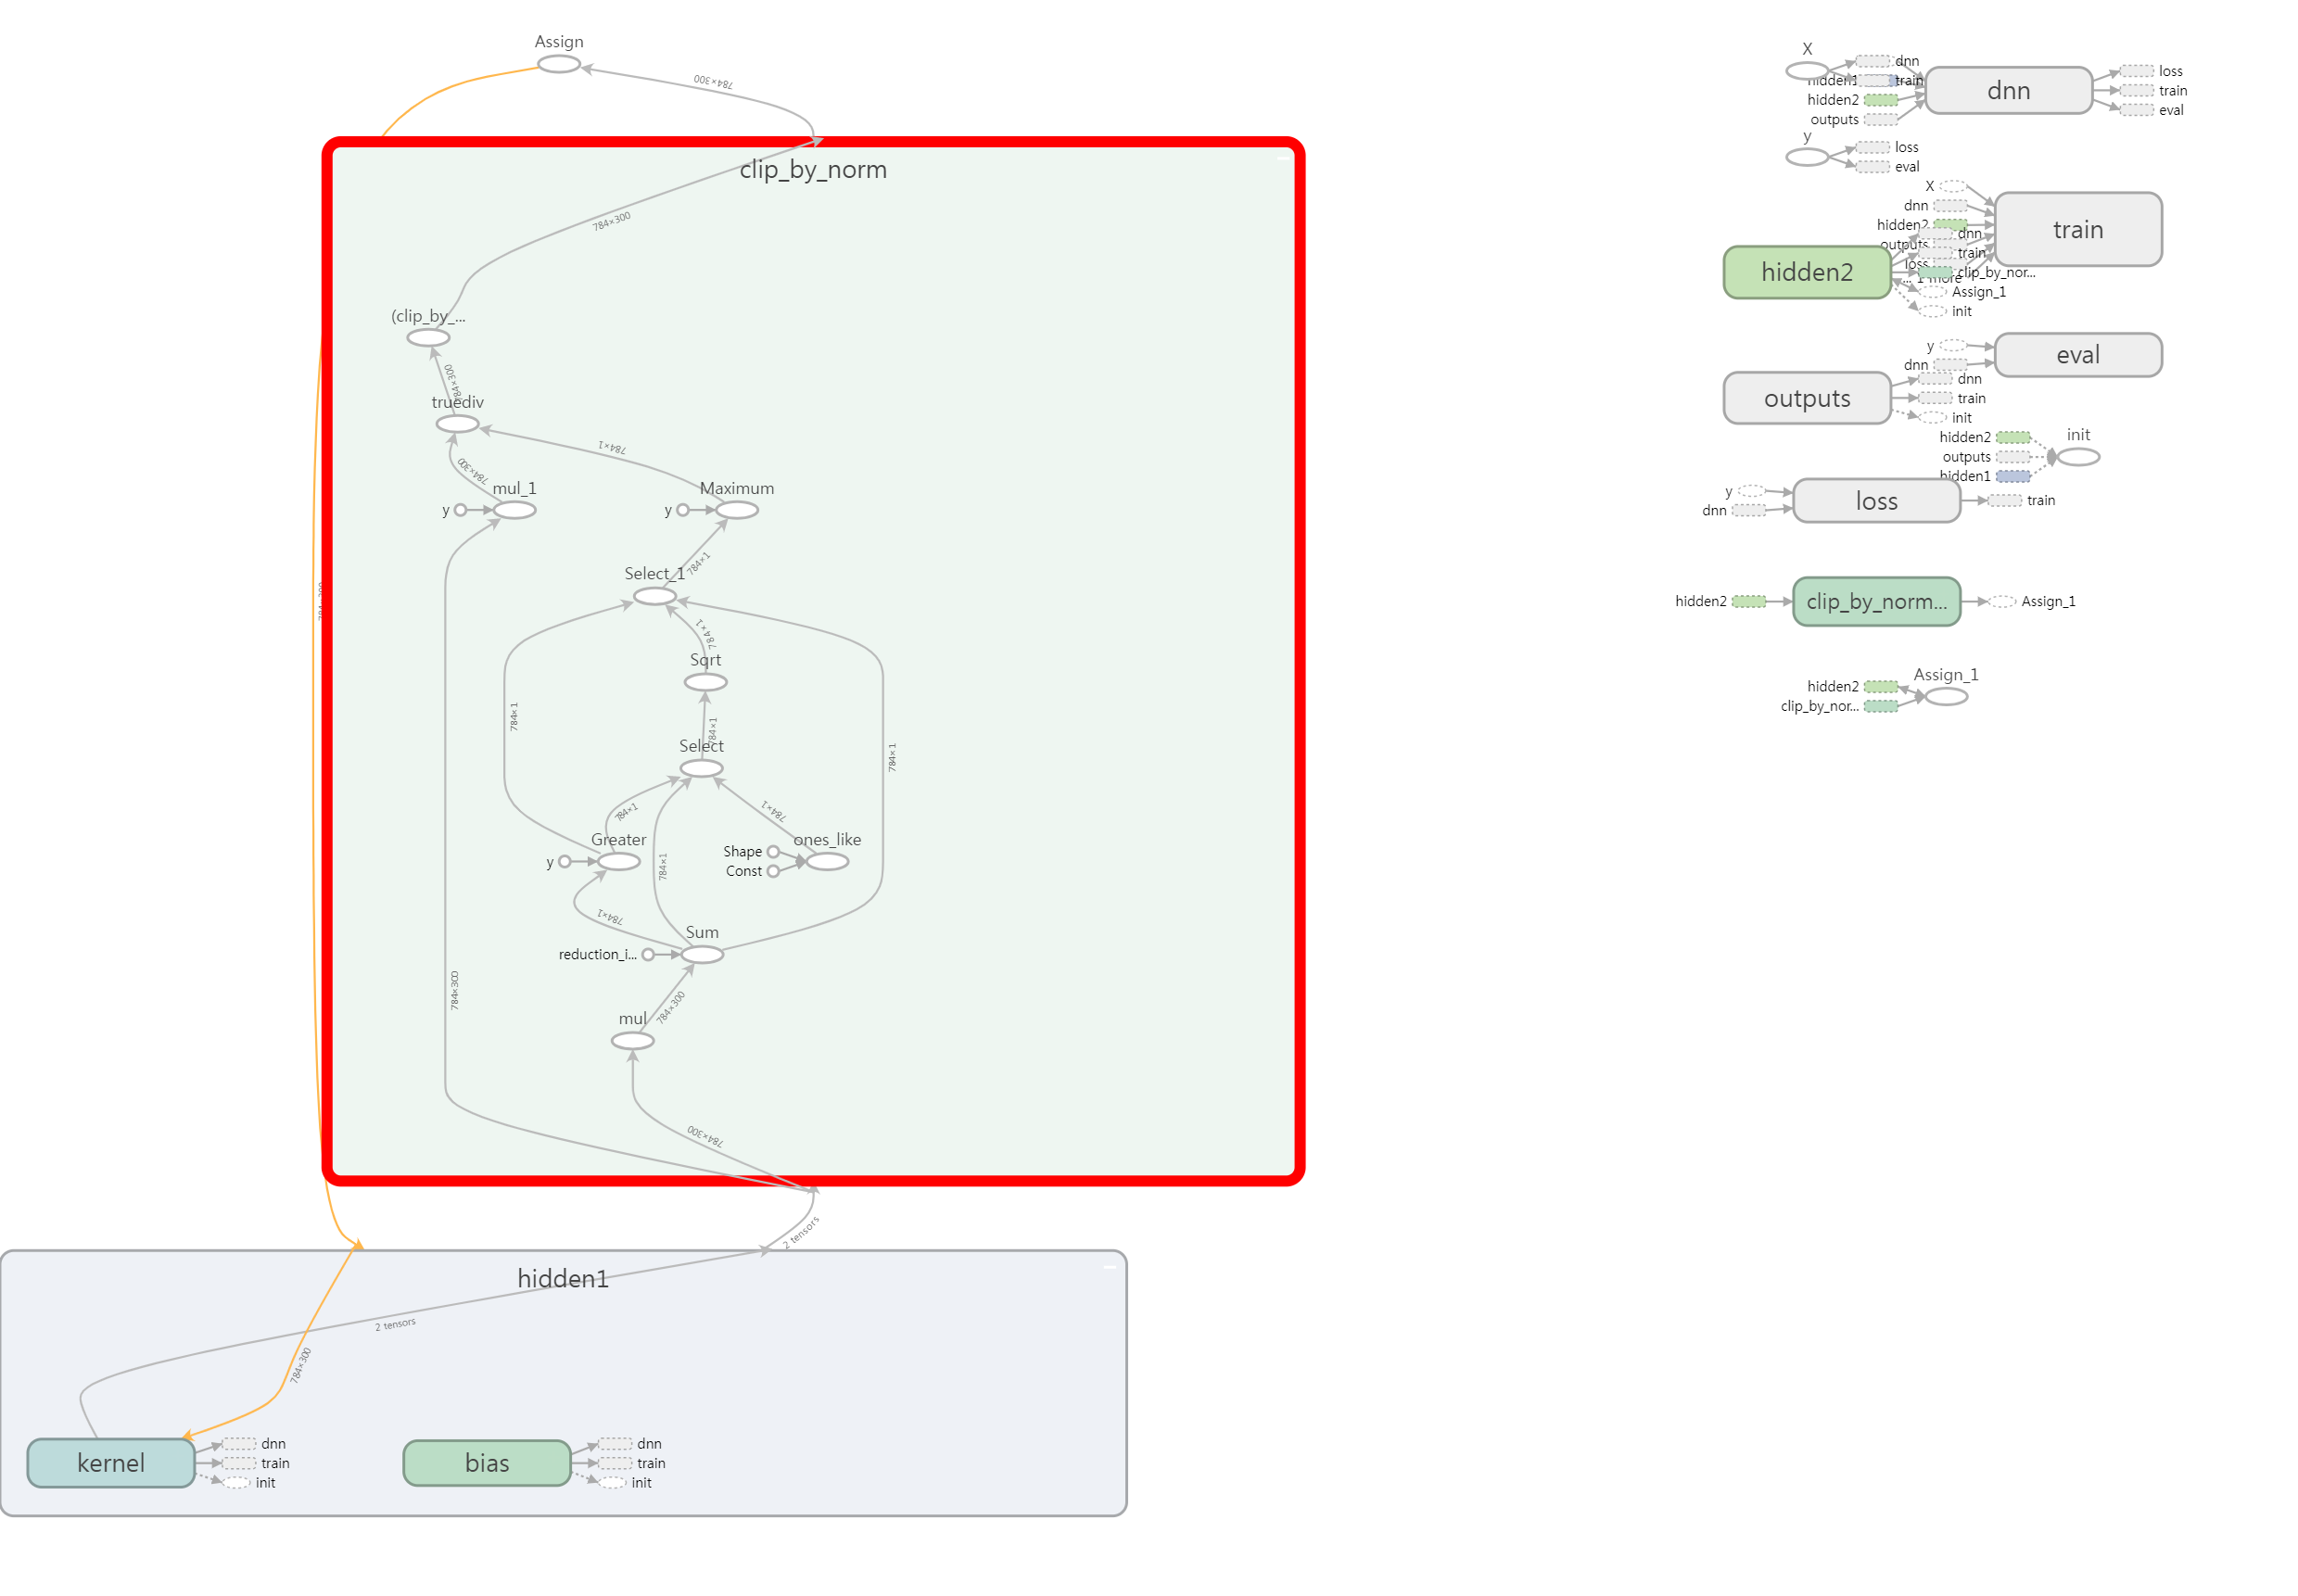 Assign
784×300
clip_by_norm
784×300
(clip_by_...
784×300
truediv
784×1
784×300
mul_1
y
Maximum
y
784×1
Select_1
784×300
784×1
Sqrt
784×1
784×1
Select
784×1
784×1
784×1
Greater
y
ones_like
Shape
Const
784×1
784×1
Sum
reduction_i...
784×300
784×300
mul
784×300
2 tensors
hidden1
2 tensors
784×300
kernel
dnn
train
init
bias
dnn
train
init
X
dnn
hidden1
train
hidden2
outputs
dnn
loss
train
eval
y
loss
eval
X
dnn
hidden2
outputs
loss
... 1 more
train
hidden2
dnn
train
clip_by_nor...
Assign_1
init
y
dnn
eval
outputs
dnn
train
init
hidden2
outputs
hidden1
init
y
dnn
loss
train
hidden2
clip_by_norm...
Assign_1
hidden2
clip_by_nor...
Assign_1